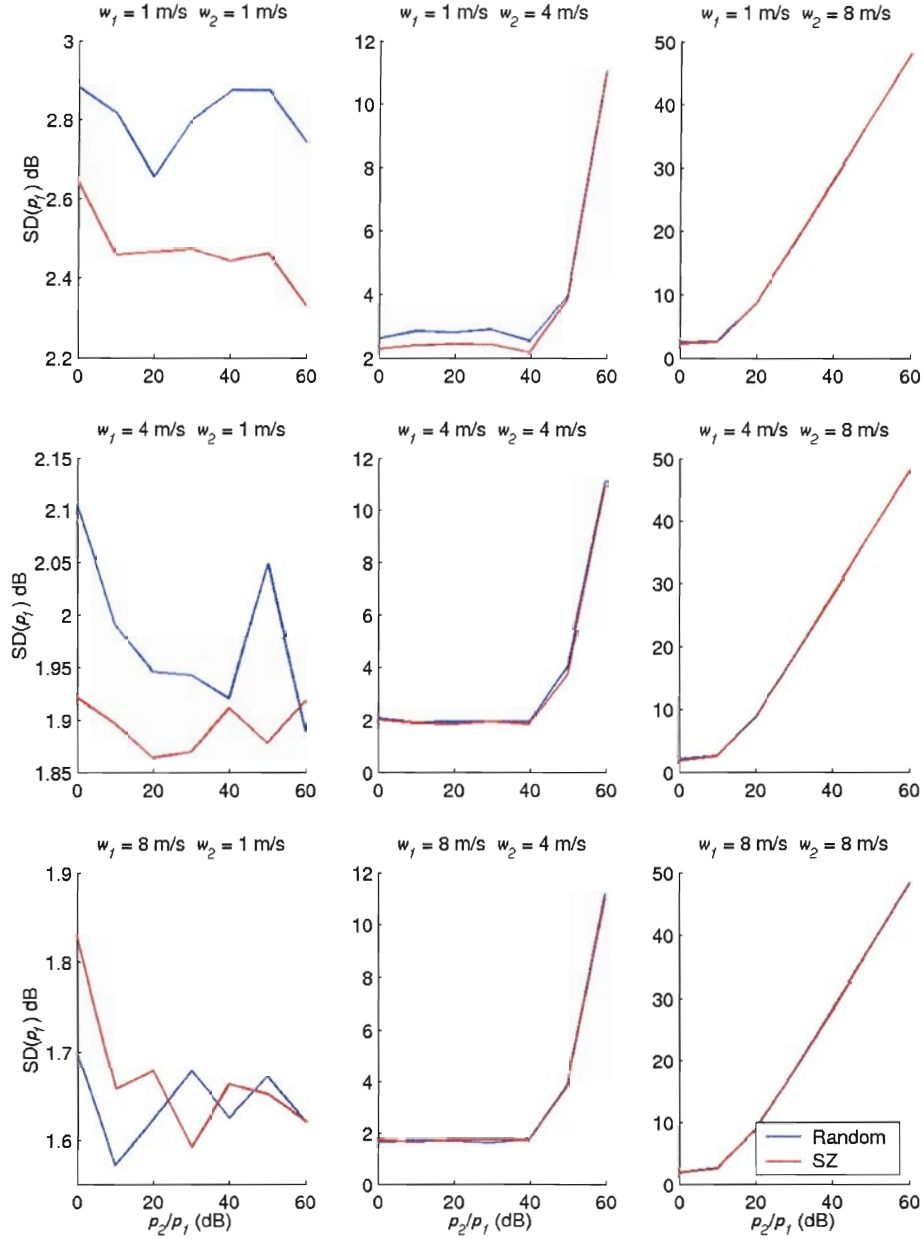 w1 = 1 m/s w2 = 1 m/s
w1 = 1 m/s w2 = 4 m/s
w1 = 1 m/s w2 = 8 m/s
3
2.8
2.6
2.4
2.2
SD(p1) dB
0 20 40 60
12
10
8
6
4
2
0 20 40 60
50
40
30
20
10
0
0 20 40 60
w1 = 4 m/s w2 = 1 m/s
w1 = 4 m/s w2 = 4 m/s
w1 = 4 m/s w2 = 8 m/s
2.15
2.1
2.05
2
1.95
1.9
1.85
SD(p1) dB
0 20 40 60
12
10
8
6
4
2
0
0 20 40 60
50
40
30
20
10
0
0 20 40 60
w1 = 8 m/s w2 = 1 m/s
w1 = 8 m/s w2 = 4 m/s
w1 = 8 m/s w2 = 8 m/s
1.9
1.8
1.7
1.6
SD(p1) dB
0 20 40 60
p2/p1 (dB)
12
10
8
6
4
2
0
0 20 40 60
p2/p1 (dB)
50
40
30
20
10
0
Random
SZ
0 20 40 60
p2/p1 (dB)